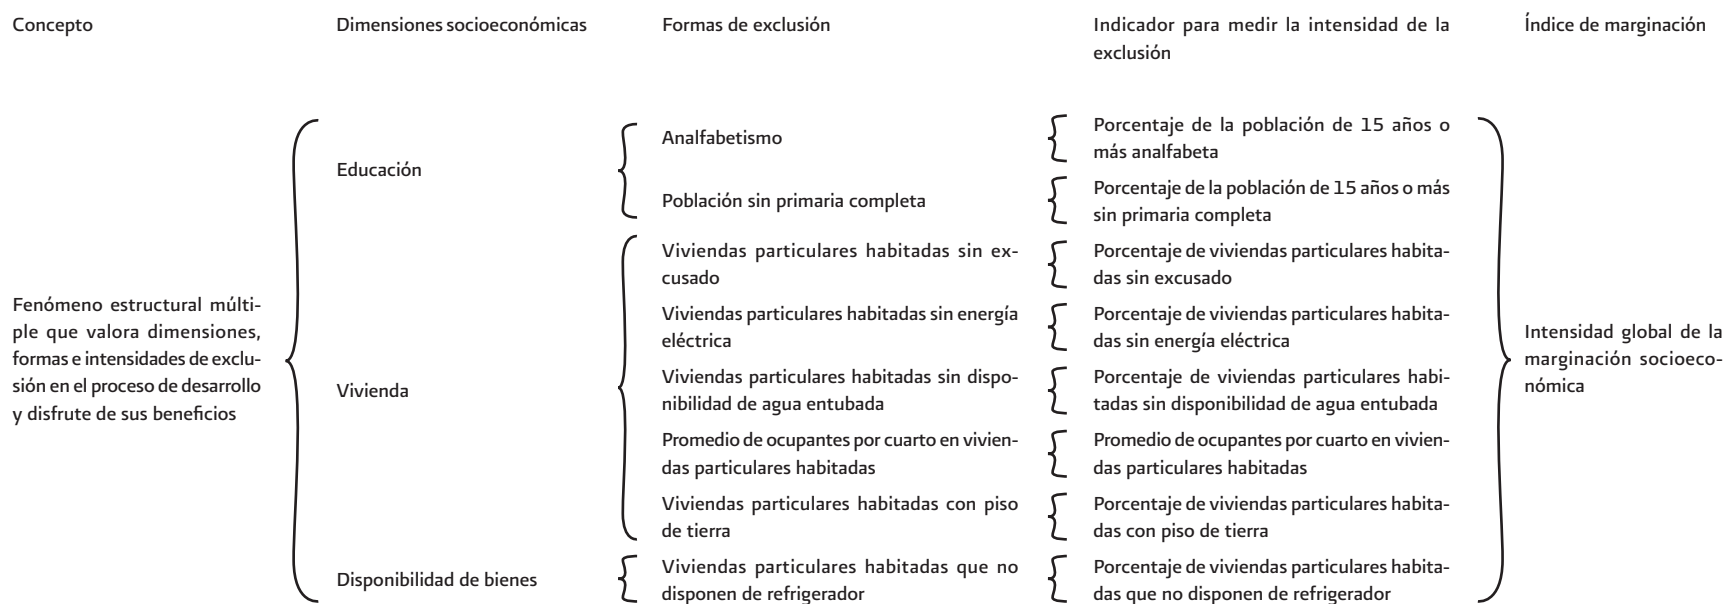 Concepto
Dimensiones socioeconómicas
Formas de exclusión
Indicador para medir la intensidad de la
exclusión
Índice de marginación
Fenómeno estructural múlti-
ple que valora dimensiones,
formas e intensidades de exclu-
sión en el proceso de desarrollo
y disfrute de sus beneficios
Educación
Analfabetismo
Porcentaje de la población de 15 años o
más analfabeta
Población sin primaria completa
Porcentaje de la población de 15 años o más
sin primaria completa
Vivienda
Viviendas particulares habitadas sin ex-
cusado
Porcentaje de viviendas particulares habita-
das sin excusado
Viviendas particulares habitadas sin energía
eléctrica
Porcentaje de viviendas particulares habita-
das sin energía eléctrica
Viviendas particulares habitadas sin dispo-
nibilidad de agua entubada
Porcentaje de viviendas particulares habi-
tadas sin disponibilidad de agua entubada
Promedio de ocupantes por cuarto en vivien-
das particulares habitadas
Promedio de ocupantes por cuarto en vivien-
das particulares habitadas
Viviendas particulares habitadas con piso
de tierra
Porcentaje de viviendas particulares habita-
das con piso de tierra
Disponibilidad de bienes
Viviendas particulares habitadas que no
disponen de refrigerador
Porcentaje de viviendas particulares habita-
das que no disponen de refrigerador
Intensidad global de la
marginación socioeco-
nómica